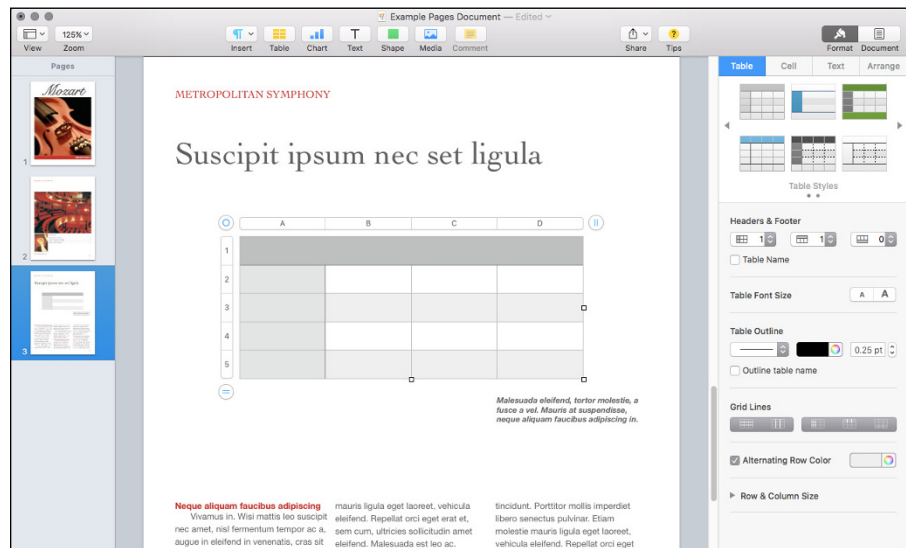 Example Pages Document — Edited
125%
View
Zoom
Insert
Table
Chart
Text
Shape
Media
Comment
Share
Tips
Format
Document
Pages
Mozart
1
2
3
METROPOLITAN SYMPHONY
Suscipit ipsum nec set ligula
A
B
C
D
1
2
3
4
5
Malesuada eleifend, tortor molestie, a
fusce a vel. Mauris at suspendisse,
neque aliquam faucibus adipiscing in.
Neque aliquam faucibus adipiscing
Vivamus in. Wisi mattis leo suscipit
nec amet, nisl fermentum tempor ac a,
augue in eleifend in venenatis, cras sit
mauris ligula eget laoreet, vehicula
eleifend. Repellat orci eget erat et,
sem cum, ultricies sollicitudin amet
eleifend. Malesuada est leo ac.
tincidunt. Porttitor mollis imperdiet
libero senectus pulvinar. Etiam
molestie mauris ligula eget laoreet,
vehicula eleifend. Repellat orci eget
Table
Cell
Text
Arrange
Table Styles
Headers & Footer
1
1
0
Table Name
Table Font Size
A
A
Table Outline
0.25 pt
Outline table name
Grid Lines
Alternating Row Color
Row & Column Size